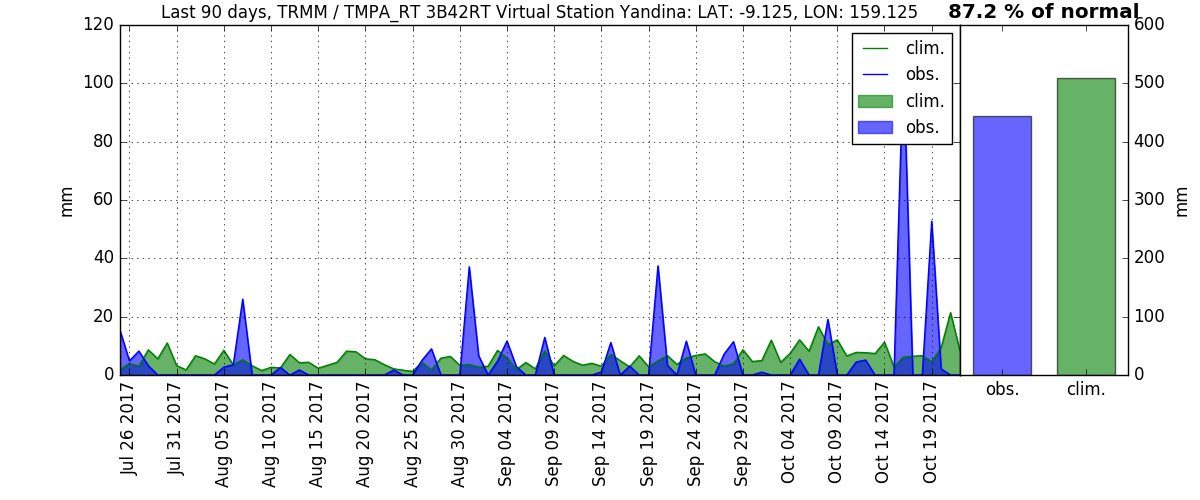 Last 90 days, TRMM / TMPA_RT 3B42RT Virtual Station Yandina: LAT: -9.125, LON: 159.125
87.2 % of normal
120
100
80
60
40
20
0
mm
clim.
obs.
clim.
obs.
600
500
400
300
200
100
0
mm
Jul 26 2017
Jul 31 2017
Aug 05 2017
Aug 10 2017
Aug 15 2017
Aug 20 2017
Aug 25 2017
Aug 30 2017
Sep 04 2017
Sep 09 2017
Sep 14 2017
Sep 19 2017
Sep 24 2017
Sep 29 2017
Oct 04 2017
Oct 09 2017
Oct 14 2017
Oct 19 2017
obs.
clim.